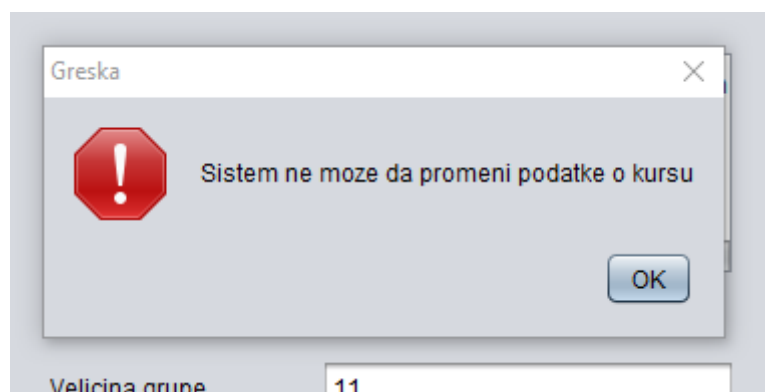 Greska
Sistem ne moze da promeni podatke o kursu
OK
Velicina grupe 11